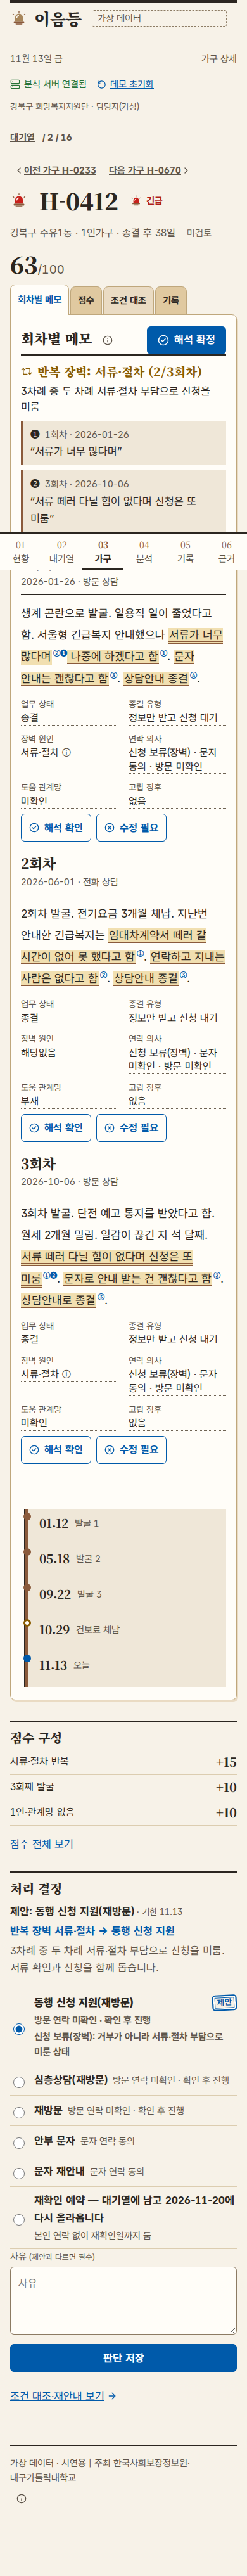 이음등 가상 데이터
11월 13일 금 가구 상세
분석 서버 연결됨 데모 초기화
강북구 희망복지지원단 · 담당자(가상)
대기열 / 2 / 16
이전 가구 H-0233 다음 가구 H-0670
H-0412 긴급
강북구 수유1동 · 1인가구 · 종결 후 38일 미검토
63/100
회차별 메모 점수 조건 대조 기록
회차별 메모 해석 확정
반복 장벽: 서류·절차 (2/3회차)
3차례 중 두 차례 서류·절차 부담으로 신청을
미룸
❶ 1회차 · 2026-01-26
“서류가 너무 많다며”
❷ 3회차 · 2026-10-06
“서류 떼러 다닐 힘이 없다며 신청은 또
미룸”
01 02 03 04 05 06
현황 대기열 가구 분석 기록 근거
2026-01-26 · 방문 상담
생계 곤란으로 발굴. 일용직 일이 줄었다고
함. 서울형 긴급복지 안내했으나 서류가 너무
많다며 ②❶ 나중에 하겠다고 함 ①. 문자
안내는 괜찮다고 함 ③. 상담안내 종결 ④.
업무 상태 종결 유형
종결 정보만 받고 신청 대기
장벽 원인 연락 의사
서류·절차 신청 보류(장벽) · 문자
동의 · 방문 미확인
도움 관계망 고립 징후
미확인 없음
해석 확인 수정 필요
2회차
2026-06-01 · 전화 상담
2회차 발굴. 전기요금 3개월 체납. 지난번
안내한 긴급복지는 임대차계약서 떼러 갈
시간이 없어 못 했다고 함 ①. 연락하고 지내는
사람은 없다고 함 ②. 상담안내 종결 ③.
업무 상태 종결 유형
종결 정보만 받고 신청 대기
장벽 원인 연락 의사
해당없음 신청 보류(장벽) · 문자
미확인 · 방문 미확인
도움 관계망 고립 징후
부재 없음
해석 확인 수정 필요
3회차
2026-10-06 · 방문 상담
3회차 발굴. 단전 예고 통지를 받았다고 함.
월세 2개월 밀림. 일감이 끊긴 지 석 달째.
서류 떼러 다닐 힘이 없다며 신청은 또
미룸 ①❷. 문자로 안내 받는 건 괜찮다고 함 ②.
상담안내로 종결 ③.
업무 상태 종결 유형
종결 정보만 받고 신청 대기
장벽 원인 연락 의사
서류·절차 신청 보류(장벽) · 문자
동의 · 방문 미확인
도움 관계망 고립 징후
미확인 없음
해석 확인 수정 필요
01.12 발굴 1
05.18 발굴 2
09.22 발굴 3
10.29 건보료 체납
11.13 오늘
점수 구성
서류·절차 반복 +15
3회째 발굴 +10
1인·관계망 없음 +10
점수 전체 보기
처리 결정
제안: 동행 신청 지원(재방문) · 기한 11.13
반복 장벽 서류·절차 → 동행 신청 지원
3차례 중 두 차례 서류·절차 부담으로 신청을 미룸.
서류 확인과 신청을 함께 돕습니다.
동행 신청 지원(재방문) 제안
방문 연락 미확인 · 확인 후 진행
신청 보류(장벽): 거부가 아니라 서류·절차 부담으로
미룬 상태
심층상담(재방문) 방문 연락 미확인 · 확인 후 진행
재방문 방문 연락 미확인 · 확인 후 진행
안부 문자 문자 연락 동의
문자 재안내 문자 연락 동의
재확인 예약 — 대기열에 남고 2026-11-20에
다시 올라옵니다
본인 연락 없이 재확인일까지 둠
사유 (제안과 다르면 필수)
사유
판단 저장
조건 대조·재안내 보기 →
가상 데이터 · 시연용 | 주최 한국사회보장정보원·
대구가톨릭대학교